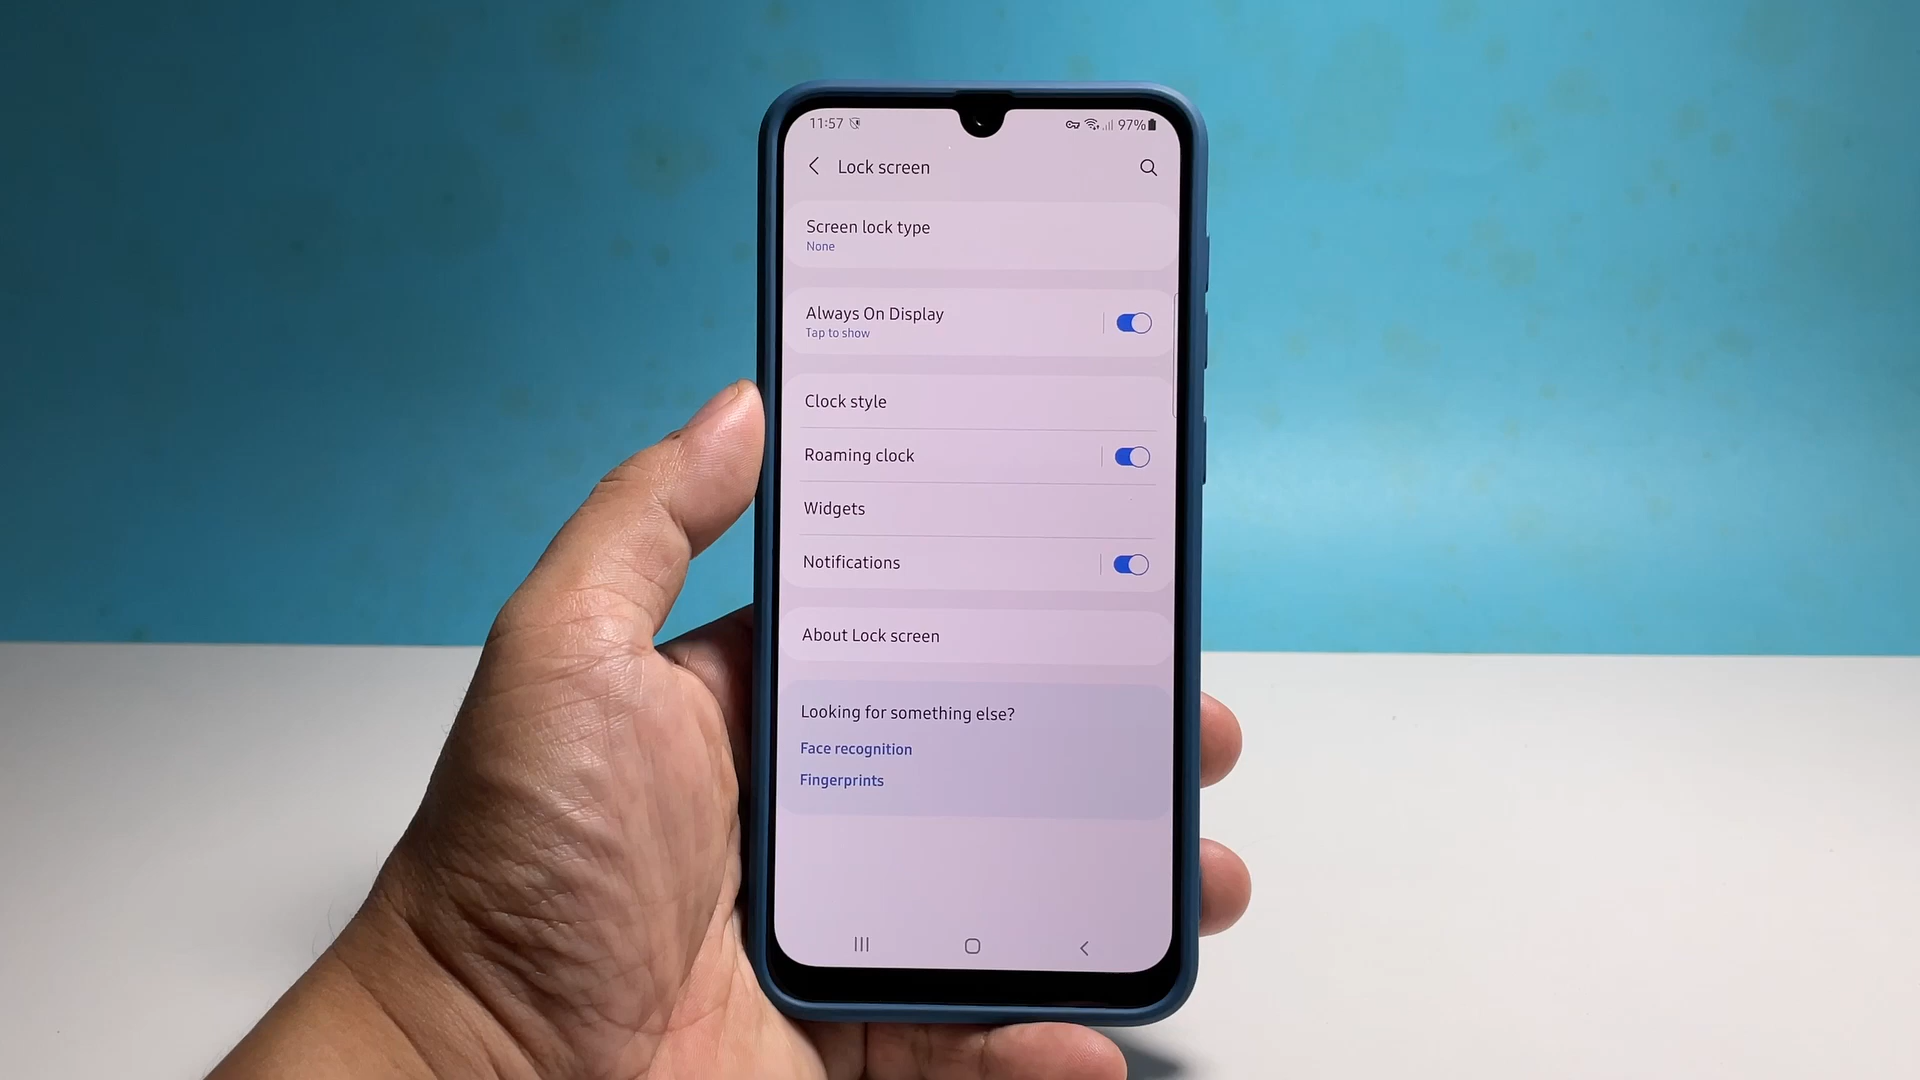 11:57 97%
Lock screen
Screen lock type
None
Always On Display
Tap to show
Clock style
Roaming clock
Widgets
Notifications
About Lock screen
Looking for something else?
Face recognition
Fingerprints